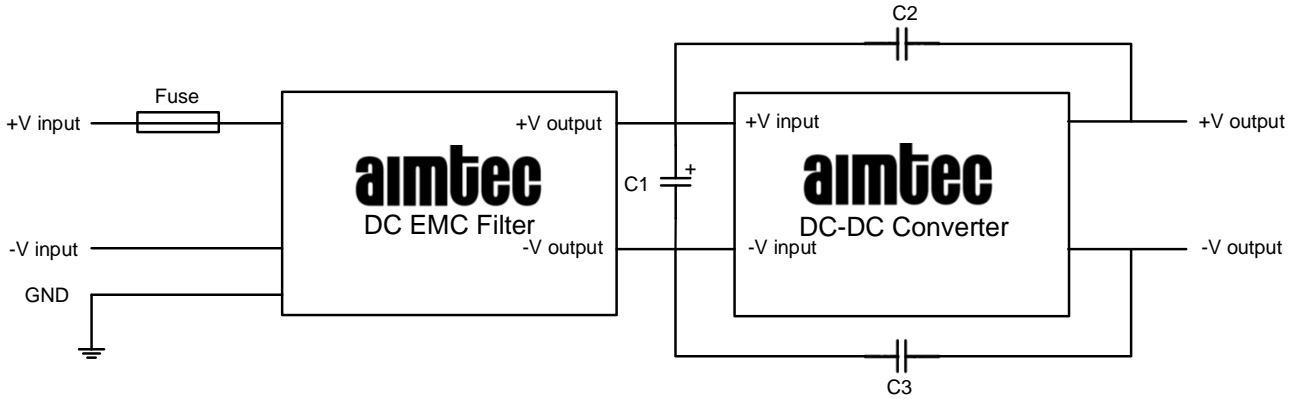 C2
Fuse
+V input
+V output
+V input
+V output
aimtec
DC EMC Filter
C1
+
aimtec
DC-DC Converter
-V input
-V output
-V input
-V output
GND
C3